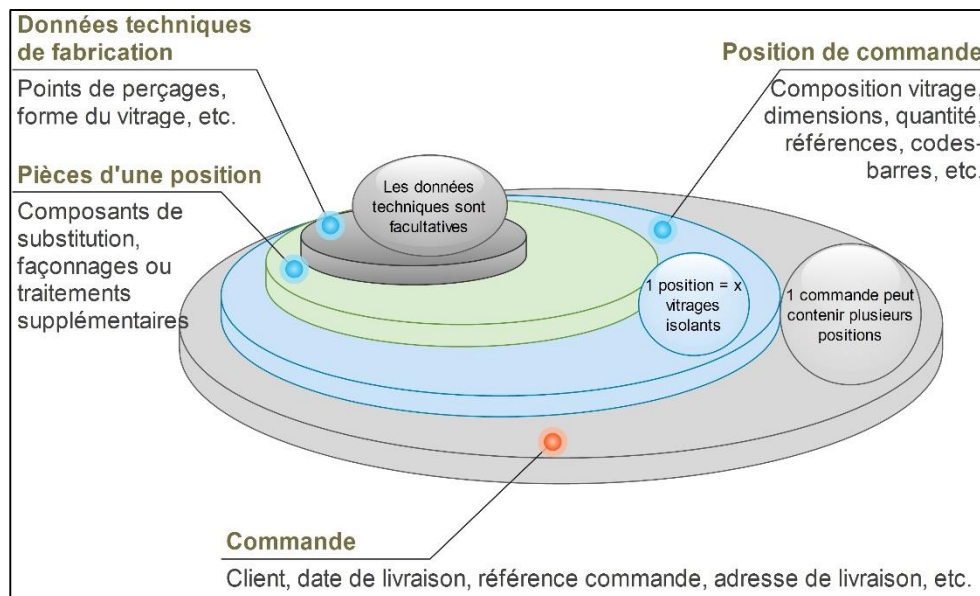 Données techniques
de fabrication
Points de perçages,
forme du vitrage, etc.
Pièces d'une position
Composants de
substitution,
façonnages ou
traitements
supplémentaires
Les données
techniques sont
facultatives
Position de commande
Composition vitrage,
dimensions, quantité,
références, codes-
barres, etc.
1 position = x
vitrages
isolants
1 commande peut
contenir plusieurs
positions
Commande
Client, date de livraison, référence commande, adresse de livraison, etc.